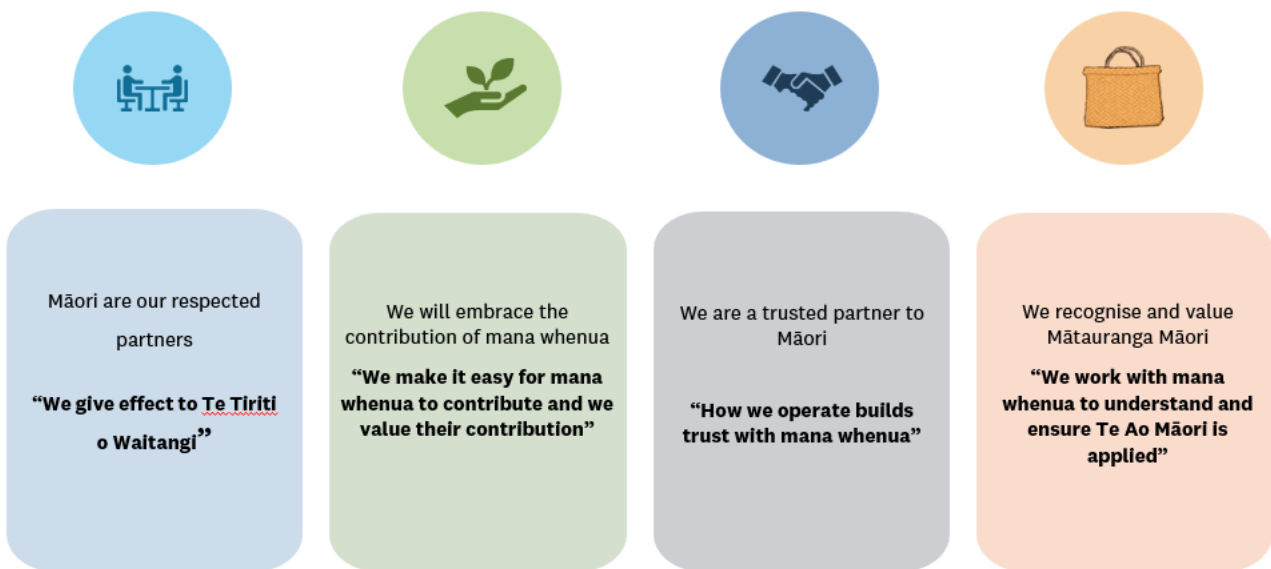 Māori are our respected
partners
“We give effect to Te Tiriti
o Waitangi”
We will embrace the
contribution of mana whenua
“We make it easy for mana
whenua to contribute and we
value their contribution”
We are a trusted partner to
Māori
“How we operate builds
trust with mana whenua”
We recognise and value
Mātauranga Māori
“We work with mana
whenua to understand and
ensure Te Ao Māori is
applied”